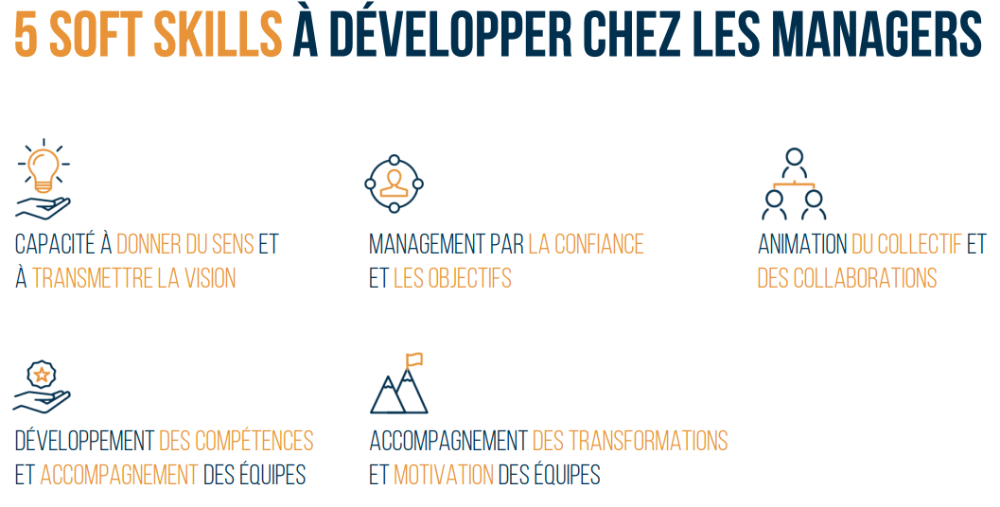 5 SOFT SKILLS À DÉVELOPPER CHEZ LES MANAGERS
CAPACITÉ À DONNER DU SENS ET
À TRANSMETTRE LA VISION
MANAGEMENT PAR LA CONFIANCE
ET LES OBJECTIFS
ANIMATION DU COLLECTIF ET
DES COLLABORATIONS
DÉVELOPPEMENT DES COMPÉTENCES
ET ACCOMPAGNEMENT DES ÉQUIPES
ACCOMPAGNEMENT DES TRANSFORMATIONS
ET MOTIVATION DES ÉQUIPES